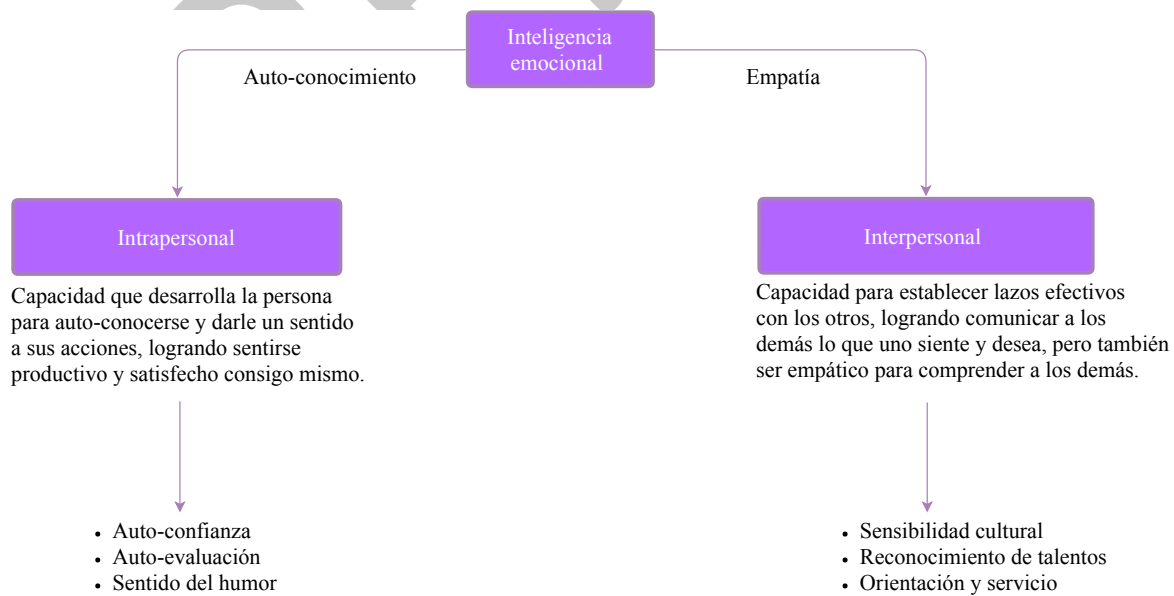 Inteligencia
emocional
Auto-conocimiento
Empatía
Intrapersonal
Capacidad que desarrolla la persona
para auto-conocerse y darle un sentido
a sus acciones, logrando sentirse
productivo y satisfecho consigo mismo.
• Auto-confianza
• Auto-evaluación
• Sentido del humor
Interpersonal
Capacidad para establecer lazos efectivos
con los otros, logrando comunicar a los
demás lo que uno siente y desea, pero también
ser empático para comprender a los demás.
• Sensibilidad cultural
• Reconocimiento de talentos
• Orientación y servicio